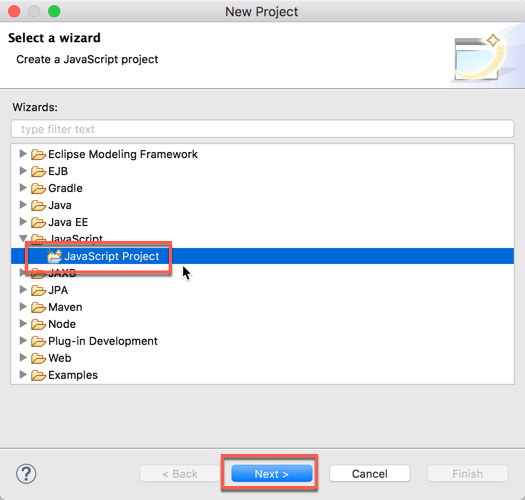 New Project
Select a wizard
Create a JavaScript project
Wizards:
type filter text
Eclipse Modeling Framework
EJB
Gradle
Java
Java EE
JavaScript
JavaScript Project
JAXB
JPA
Maven
Node
Plug-in Development
Web
Examples
?
< Back
Next >
Cancel
Finish